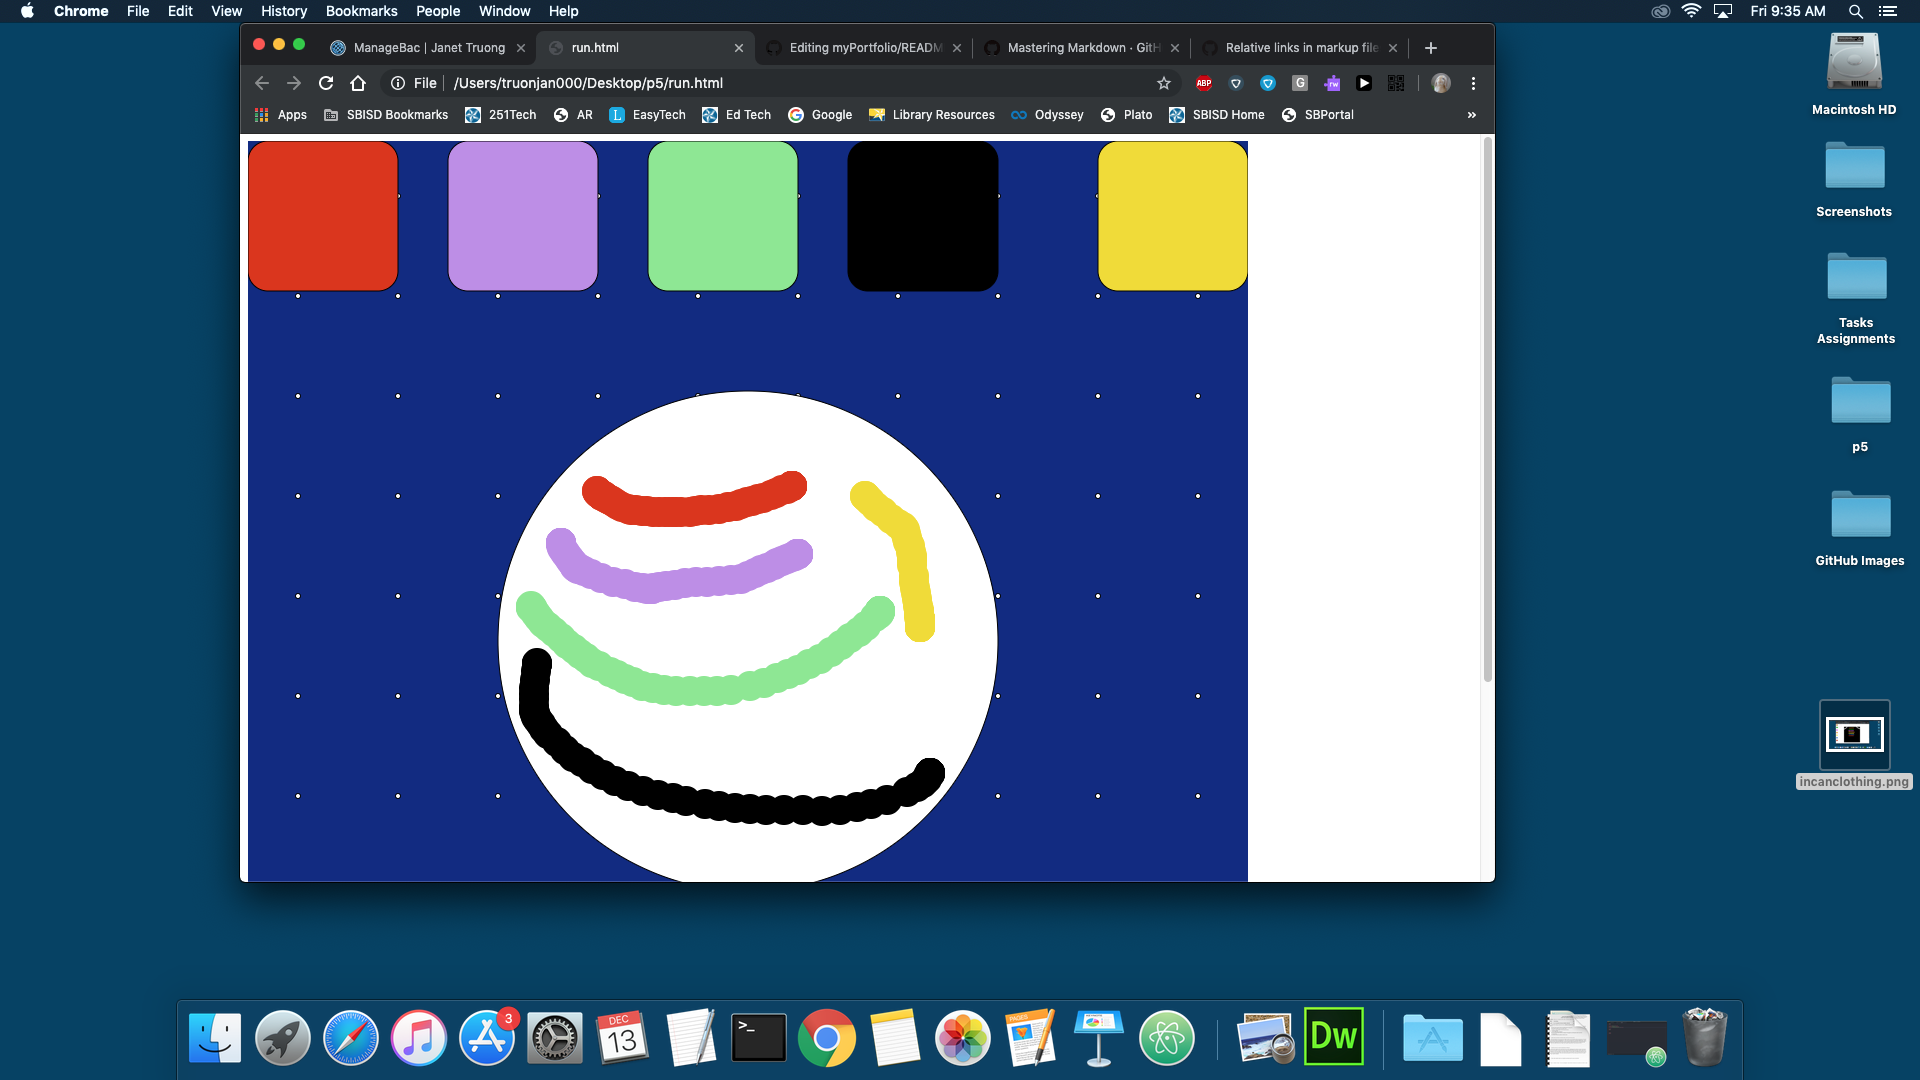 Chrome File Edit View History Bookmarks People Window Help Fri 9:35 AM
ManageBac | Janet Truong run.html Editing myPortfolio/READM Mastering Markdown · GitH Relative links in markup file
File /Users/truonjan000/Desktop/p5/run.html ABP G rw
Apps SBISD Bookmarks 251Tech AR L EasyTech Ed Tech Google Library Resources Odyssey Plato SBISD Home SBPortal »
Macintosh HD
Screenshots
Tasks
Assignments
p5
GitHub Images
incanclothing.png
3
DEC
13
>_
PAGES
Dw